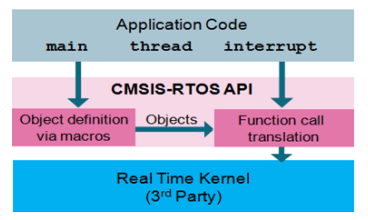 Application Code
main thread interrupt
CMSIS-RTOS API
Object definition via macros
Objects
Function call translation
Real Time Kernel
(3rd Party)